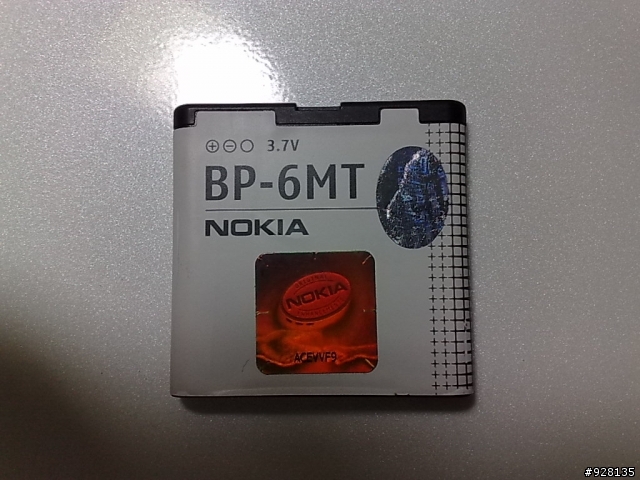 3.7V
BP-6MT
NOKIA
NOKIA
ACEVVF9
#928135